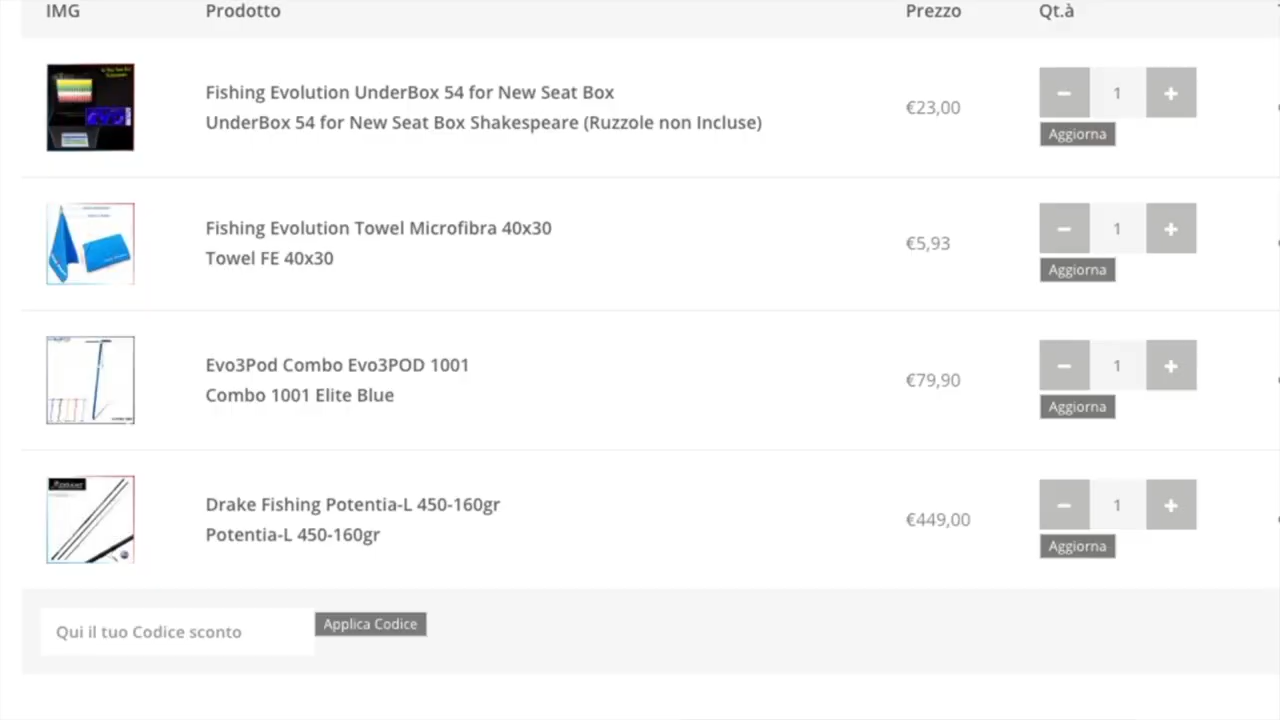 IMG Prodotto Prezzo Qt.à
Fishing Evolution UnderBox 54 for New Seat Box
UnderBox 54 for New Seat Box Shakespeare (Ruzzole non Incluse)
€23,00
1
Aggiorna
Fishing Evolution Towel Microfibra 40x30
Towel FE 40x30
€5,93
1
Aggiorna
Evo3Pod Combo Evo3POD 1001
Combo 1001 Elite Blue
€79,90
1
Aggiorna
Drake Fishing Potentia-L 450-160gr
Potentia-L 450-160gr
€449,00
1
Aggiorna
Qui il tuo Codice sconto
Applica Codice